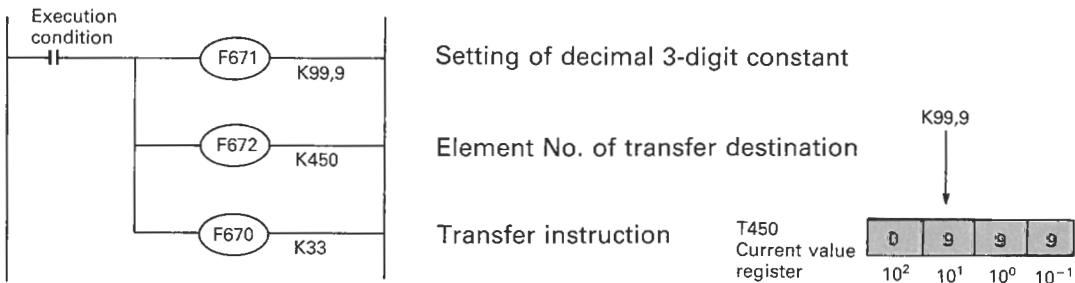 Execution
condition
F671
K99,9
Setting of decimal 3-digit constant
F672
K450
Element No. of transfer destination
F670
K33
Transfer instruction
K99,9
T450
Current value
register
0 9 9 9
10² 10¹ 10⁰ 10⁻¹